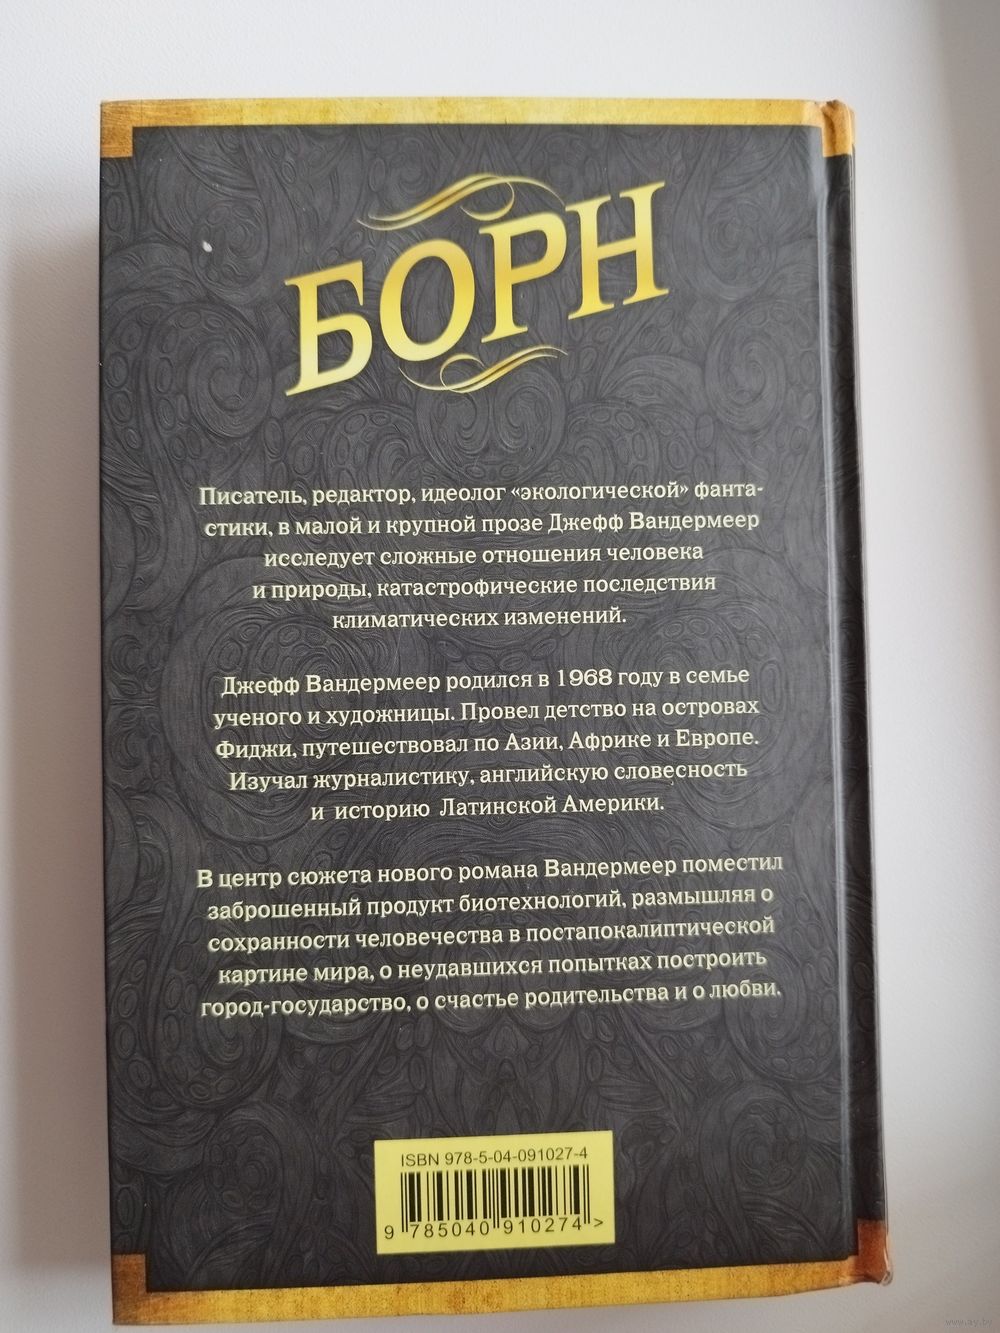 БОРН
Писатель, редактор, идеолог «экологической» фанта-
стики, в малой и крупной прозе Джефф Вандермеер
исследует сложные отношения человека
и природы, катастрофические последствия
климатических изменений.
Джефф Вандермеер родился в 1968 году в семье
ученого и художницы. Провел детство на островах
Фиджи, путешествовал по Азии, Африке и Европе.
Изучал журналистику, английскую словесность
и историю Латинской Америки.
В центр сюжета нового романа Вандермеер поместил
заброшенный продукт биотехнологий, размышляя о
сохранности человечества в постапокалиптической
картине мира, о неудавшихся попытках построить
город-государство, о счастье родительства и о любви.
ISBN 978-5-04-091027-4
9 785040 910274 >
www.ay.by